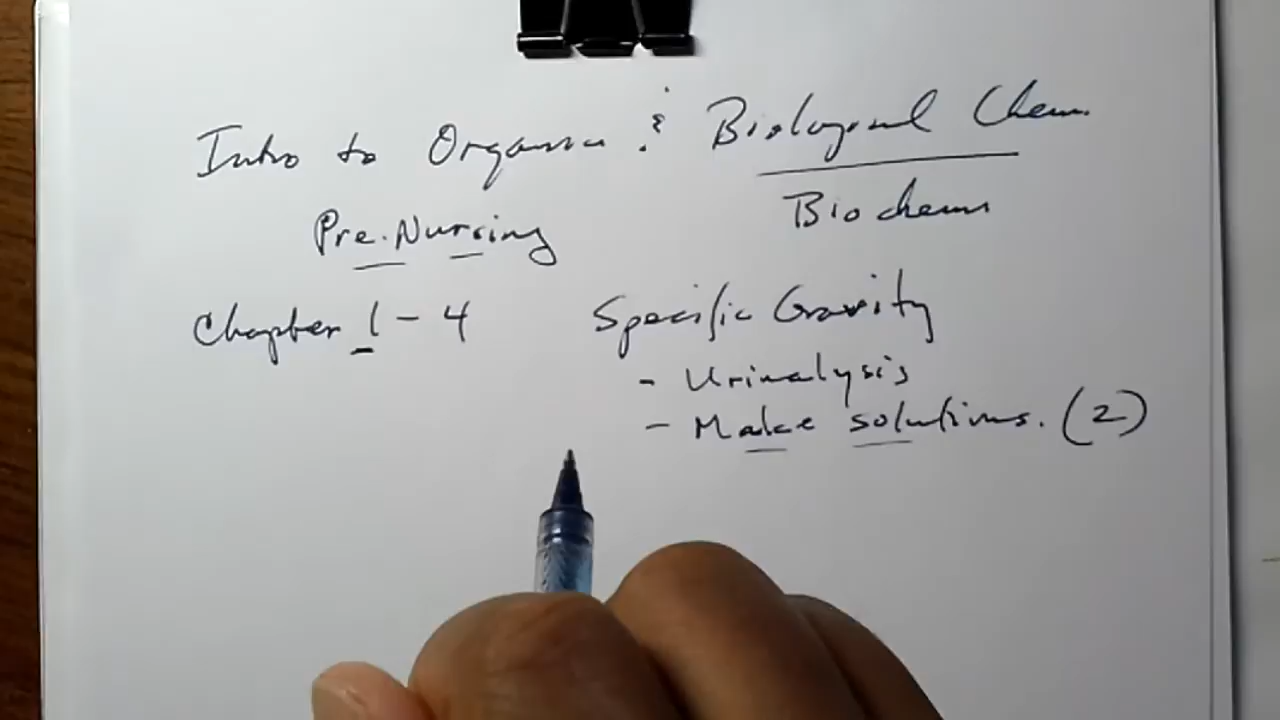 Intro to Organic & Biological Chem.
Biochem
Pre-Nursing
Chapter 1-4
Specific Gravity
- Urinalysis
- Make solutions. (2)